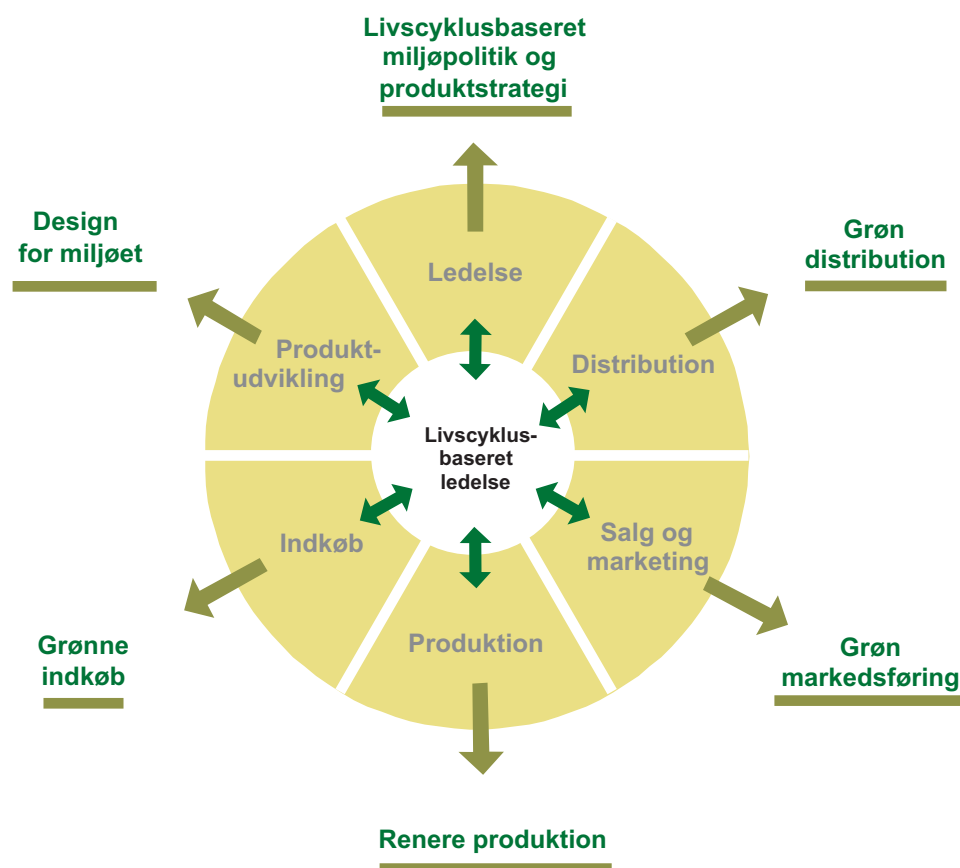 Livscyklusbaseret
miljøpolitik og
produktstrategi
Design
for miljøet
Grøn
distribution
Ledelse
Produkt-
udvikling
Distribution
Livscyklus-
baseret
ledelse
Indkøb
Salg og
marketing
Produktion
Grønne
indkøb
Grøn
markedsføring
Renere produktion